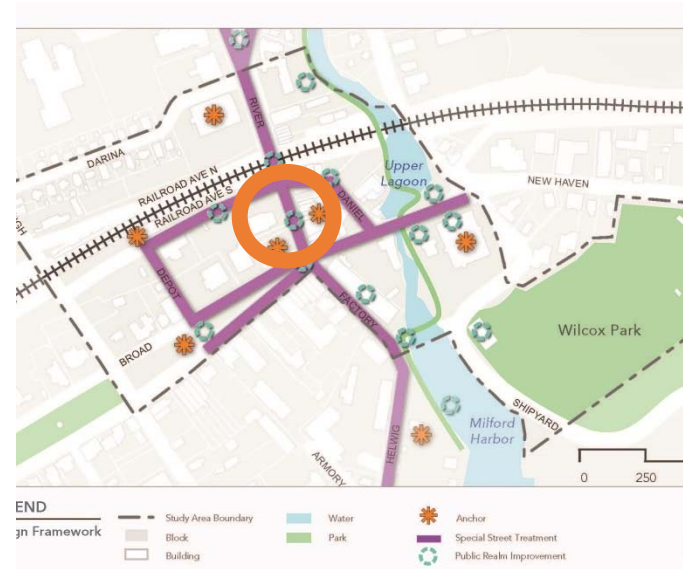 RIVER
DARINA
RAILROAD AVE N
RAILROAD AVE S
Upper
Lagoon
NEW HAVEN
DANIEL
GH
DEPOT
FACTORY
BROAD
Wilcox Park
SHIPYARD
Milford
Harbor
HELWIG
ARMORY
0 250
END
gn Framework
Study Area Boundary
Block
Building
Water
Park
Anchor
Special Street Treatment
Public Realm Improvement